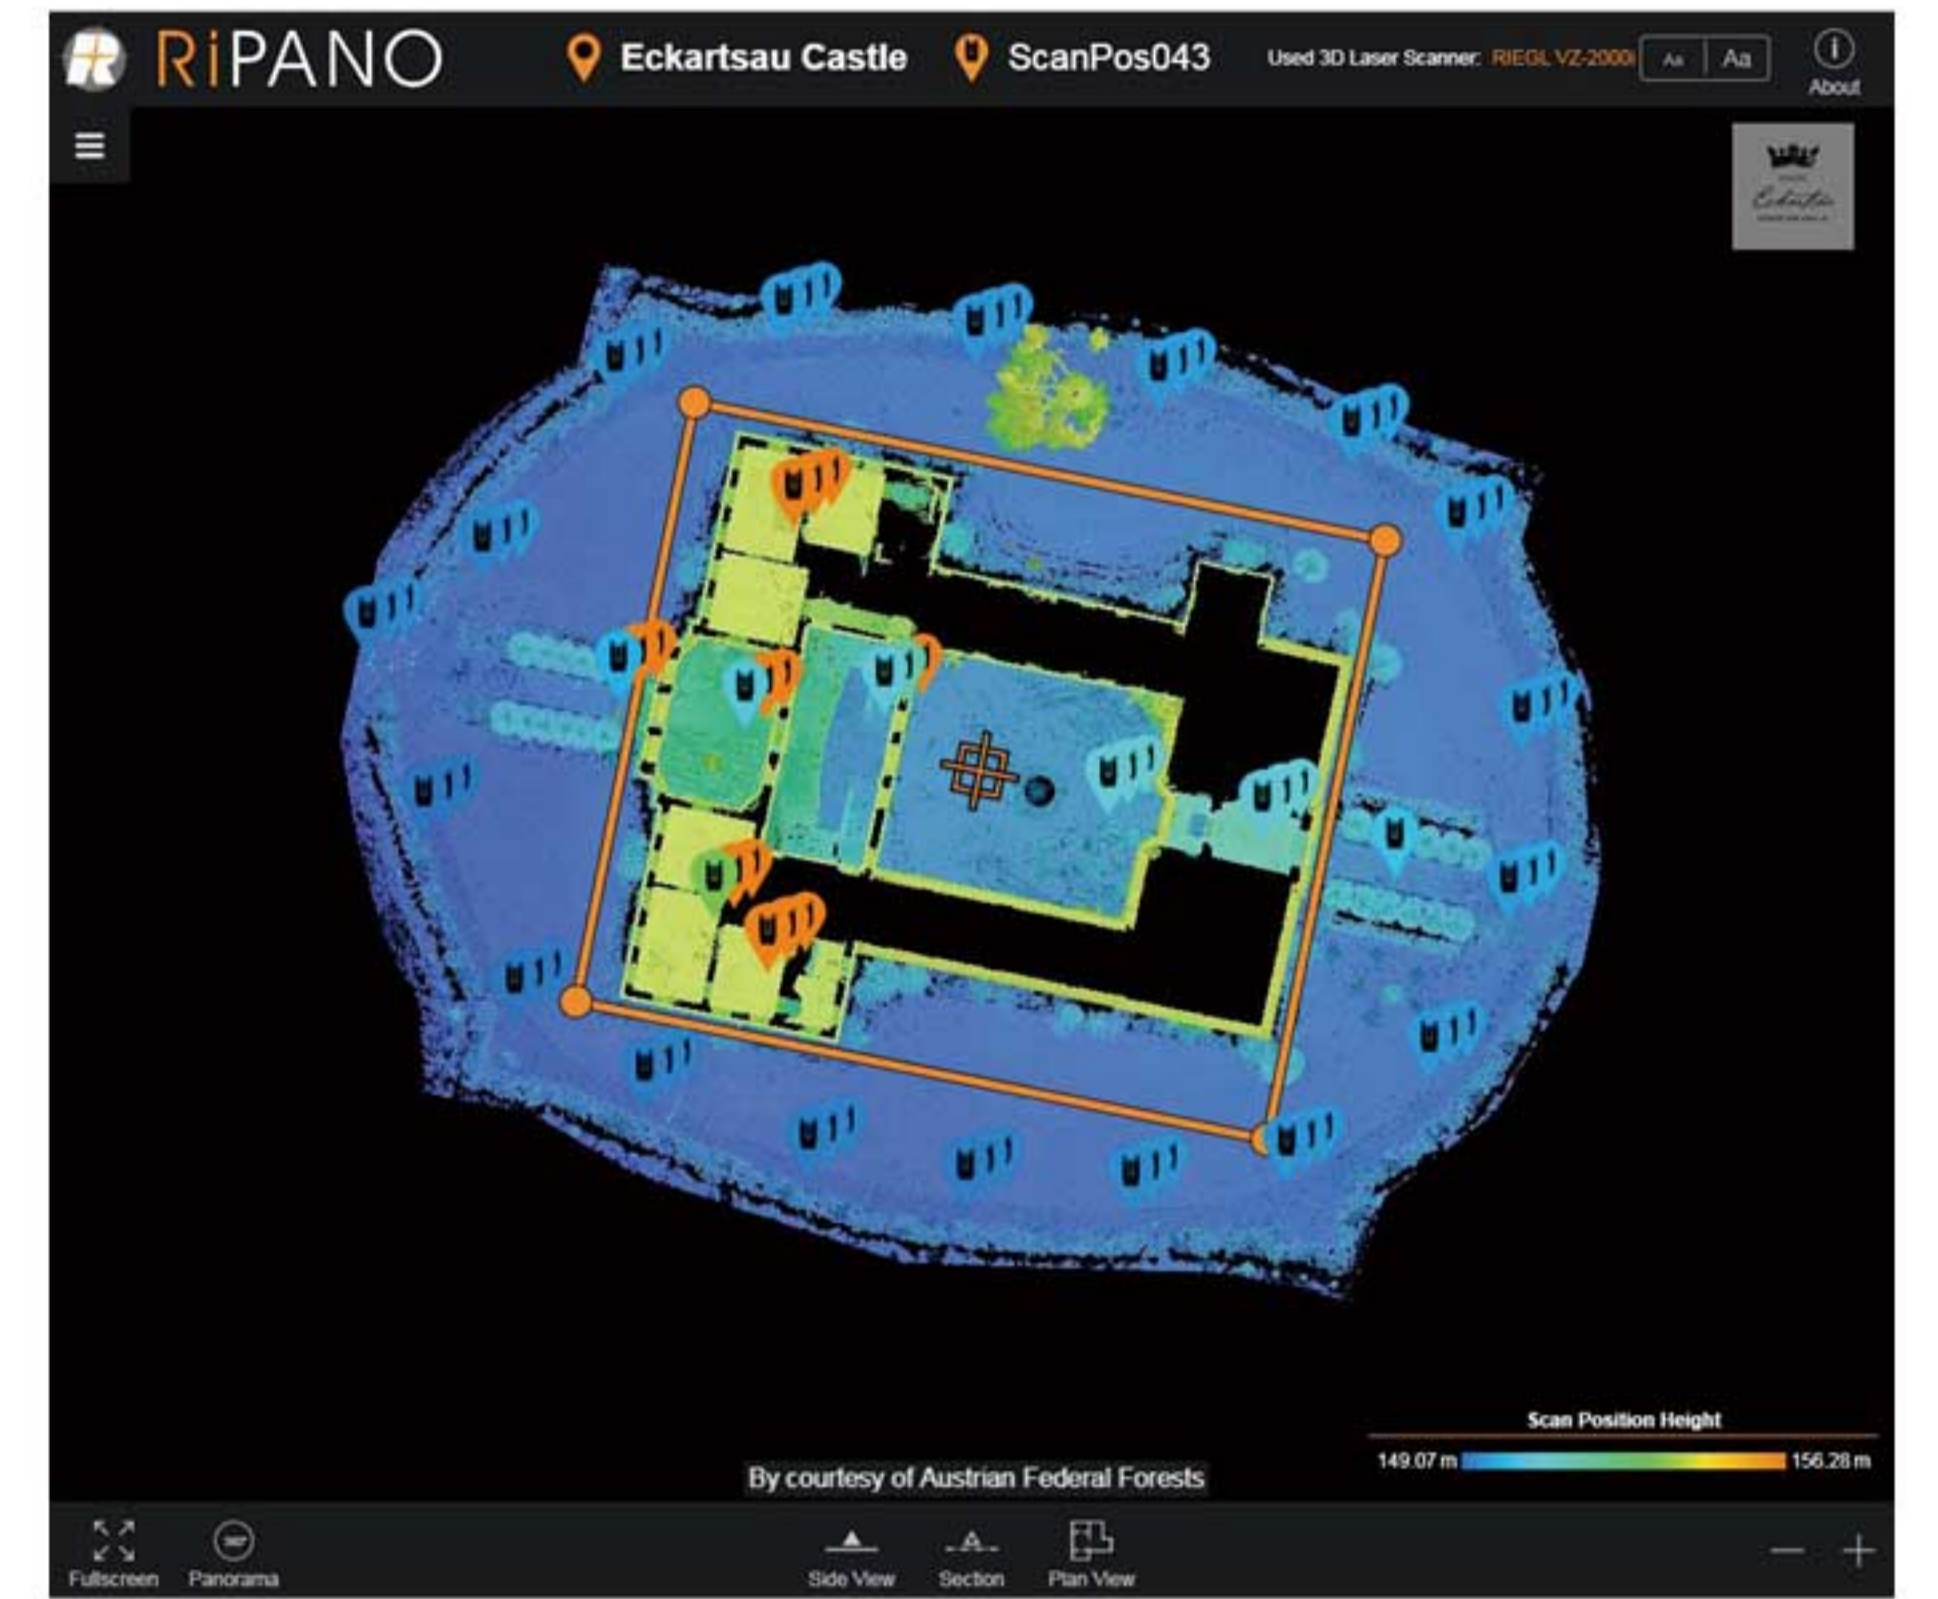 RiPANO
Eckartsau Castle
ScanPos043
Used 3D Laser Scanner: RIEGL VZ-2000i
Aa Aa
About
Scan Position Height
149.07 m 156.28 m
By courtesy of Austrian Federal Forests
Fullscreen
Panorama
Side View
Section
Plan View